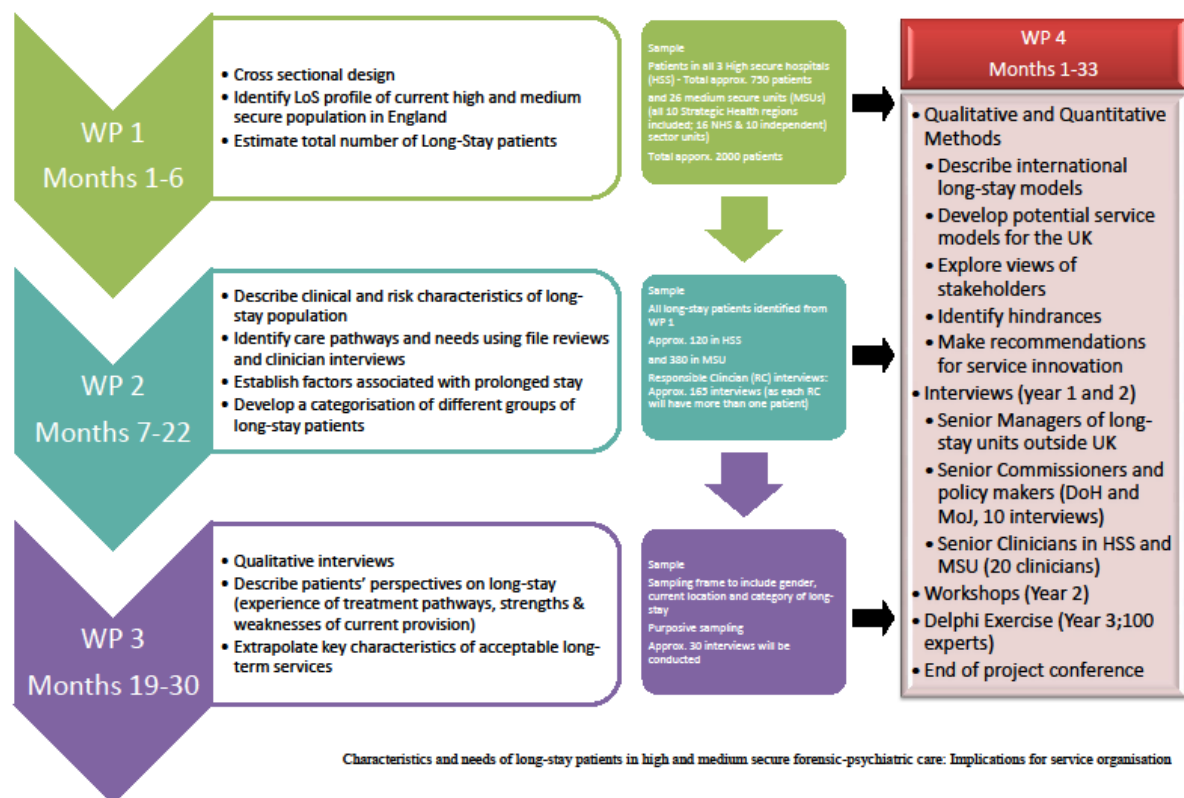 WP 1
Months 1-6
• Cross sectional design
• Identify LoS profile of current high and medium
secure population in England
• Estimate total number of Long-Stay patients
Sample
Patients in all 3 High secure hospitals
(HSS) - Total approx. 750 patients
and 26 medium secure units (MSUs)
(all 10 Strategic Health regions
included; 16 NHS & 10 independent)
sector units)
Total apporx. 2000 patients
WP 2
Months 7-22
• Describe clinical and risk characteristics of long-
stay population
• Identify care pathways and needs using file reviews
and clinician interviews
• Establish factors associated with prolonged stay
• Develop a categorisation of different groups of
long-stay patients
Sample
All long-stay patients identified from
WP 1
Approx. 120 in HSS
and 380 in MSU
Responsible Clincian (RC) interviews:
Approx. 165 interviews (as each RC
will have more than one patient)
WP 3
Months 19-30
• Qualitative interviews
• Describe patients' perspectives on long-stay
(experience of treatment pathways, strengths &
weaknesses of current provision)
• Extrapolate key characteristics of acceptable long-
term services
Sample
Sampling frame to include gender,
current location and category of long-
stay
Purposive sampling
Approx. 30 interviews will be
conducted
WP 4
Months 1-33
• Qualitative and Quantitative
Methods
• Describe international
long-stay models
• Develop potential service
models for the UK
• Explore views of
stakeholders
• Identify hindrances
• Make recommendations
for service innovation
• Interviews (year 1 and 2)
• Senior Managers of long-
stay units outside UK
• Senior Commissioners and
policy makers (DoH and
MoJ, 10 interviews)
• Senior Clinicians in HSS and
MSU (20 clinicians)
• Workshops (Year 2)
• Delphi Exercise (Year 3;100
experts)
• End of project conference
Characteristics and needs of long-stay patients in high and medium secure forensic-psychiatric care: Implications for service organisation